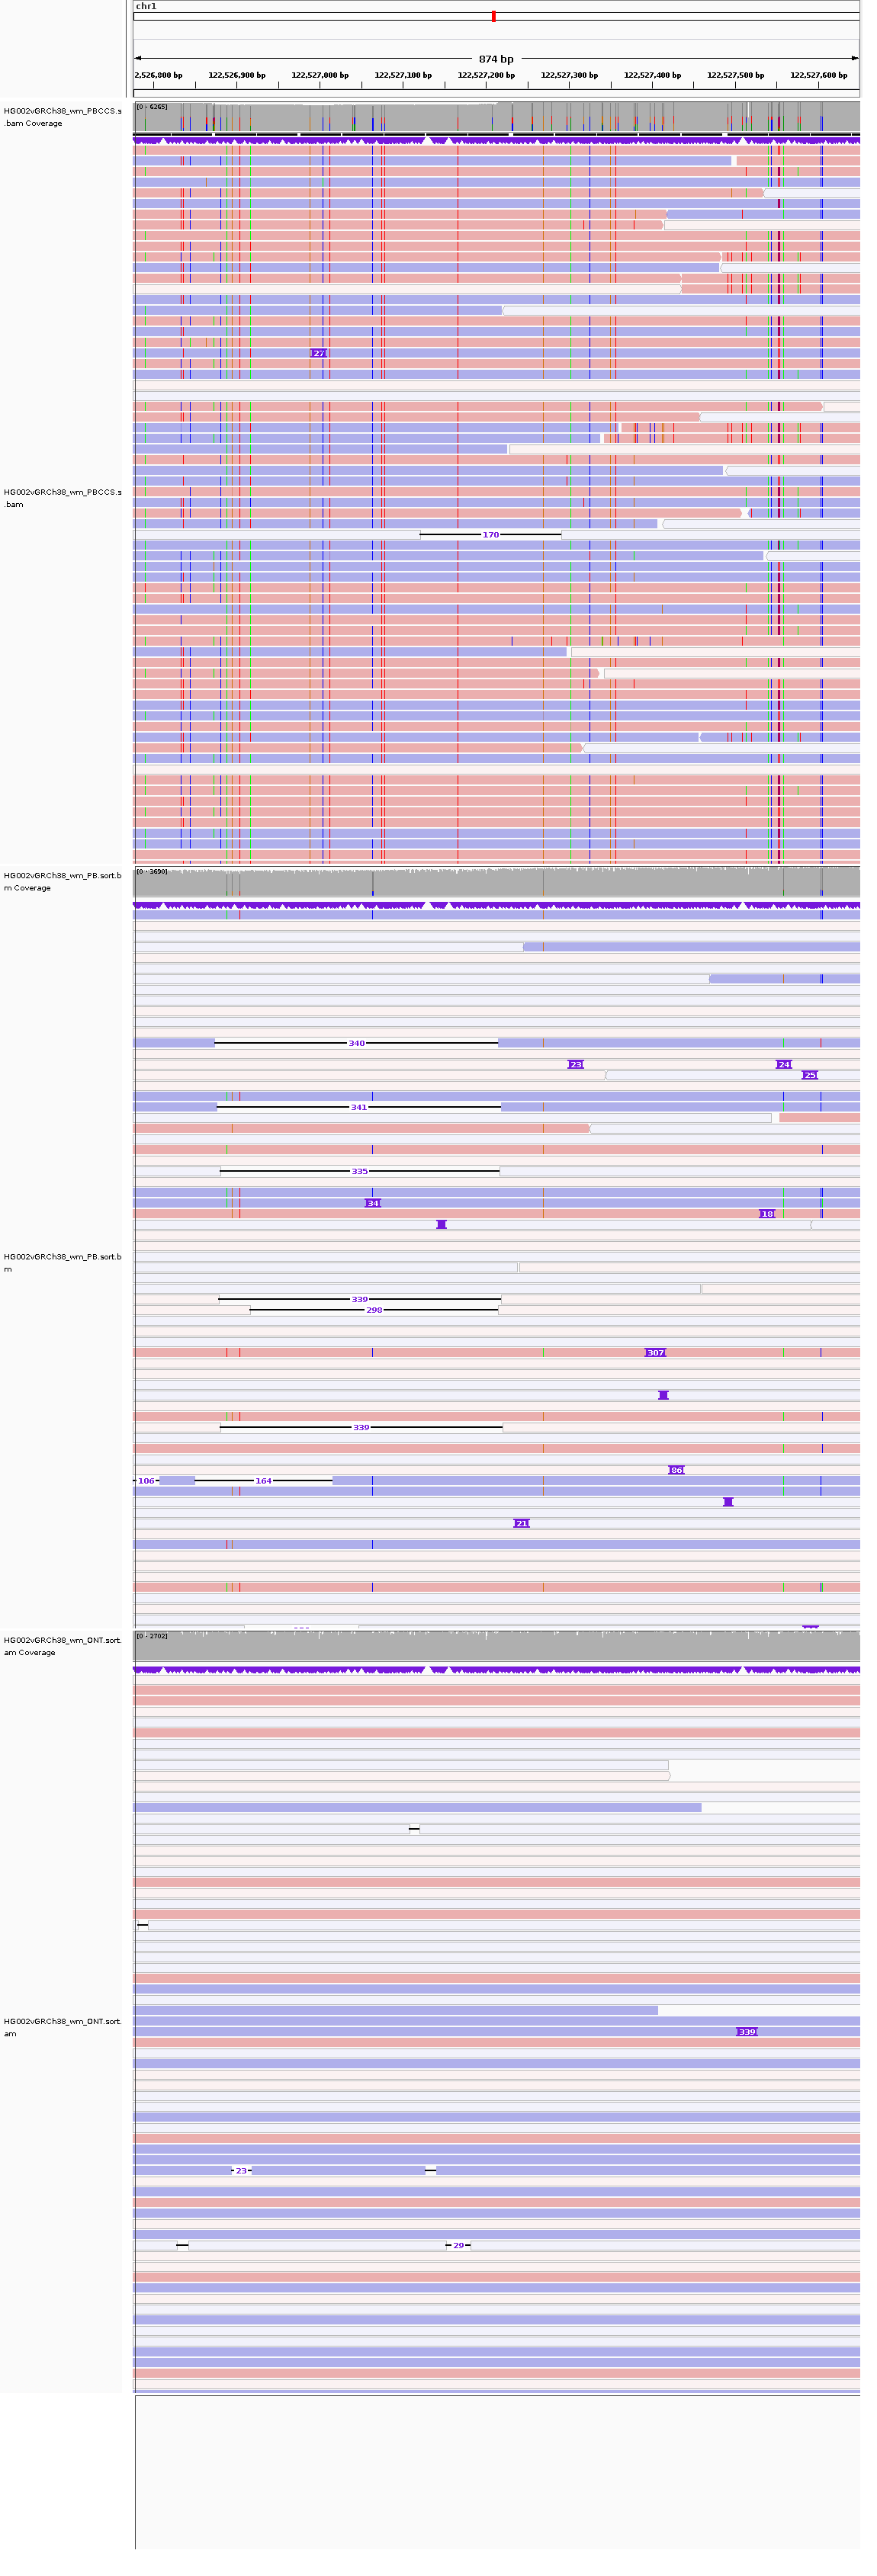 chr1
874 bp
2,526,800 bp
122,526,900 bp
122,527,000 bp
122,527,100 bp
122,527,200 bp
122,527,300 bp
122,527,400 bp
122,527,500 bp
122,527,600 bp
HG002vGRCh38_wm_PBCCS.s
.bam Coverage
[0 - 6265]
27
HG002vGRCh38_wm_PBCCS.s
.bam
170
HG002vGRCh38_wm_PB.sort.b
m Coverage
[0 - 3690]
340
23
24
25
341
335
34
18
HG002vGRCh38_wm_PB.sort.b
m
339
298
307
339
86
106
164
21
HG002vGRCh38_wm_ONT.sort.
am Coverage
[0 - 2702]
HG002vGRCh38_wm_ONT.sort.
am
339
23
29